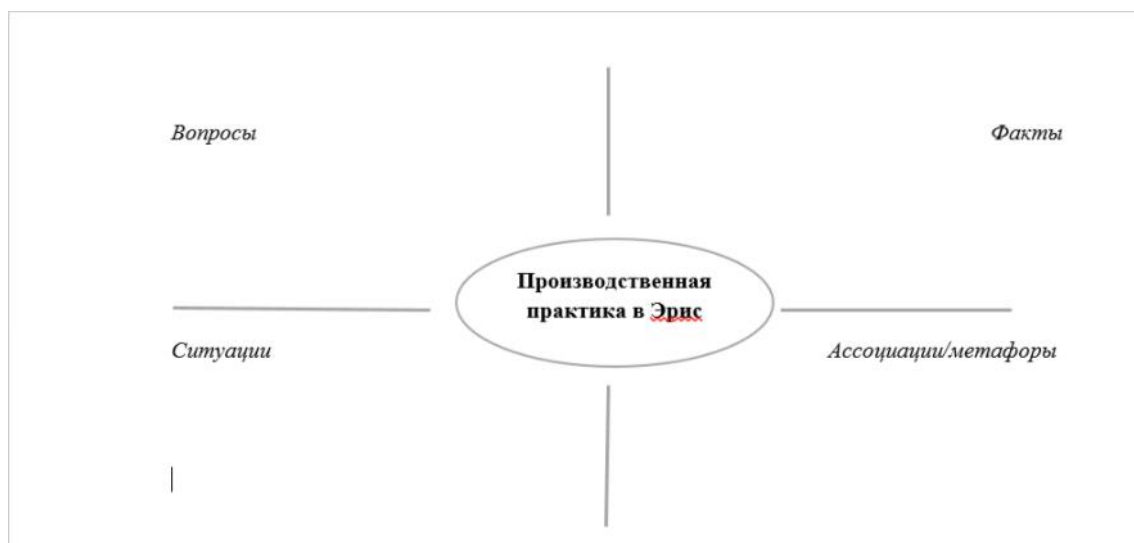 Вопросы
Факты
Производственная
практика в Эрис
Ситуации
Ассоциации/метафоры